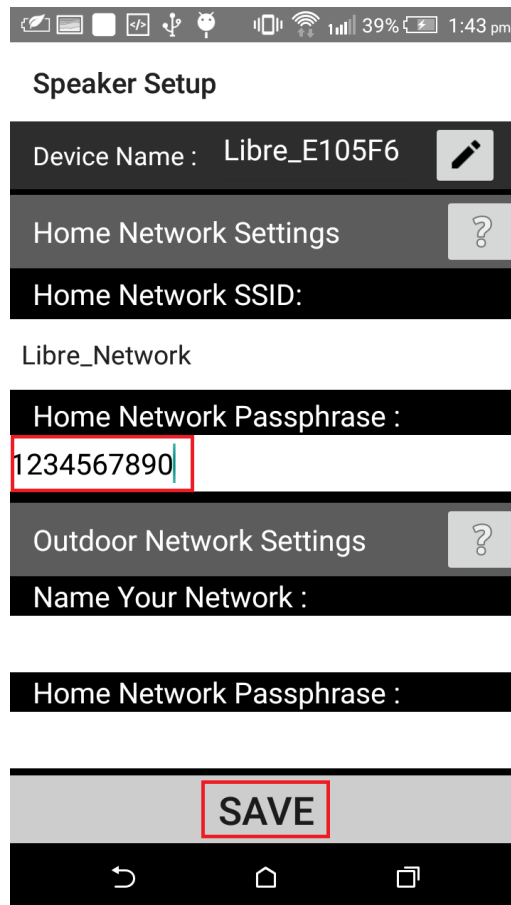 39% 1:43 pm
Speaker Setup
Device Name : Libre_E105F6
Home Network Settings ?
Home Network SSID:
Libre_Network
Home Network Passphrase :
1234567890
Outdoor Network Settings ?
Name Your Network :
Home Network Passphrase :
SAVE